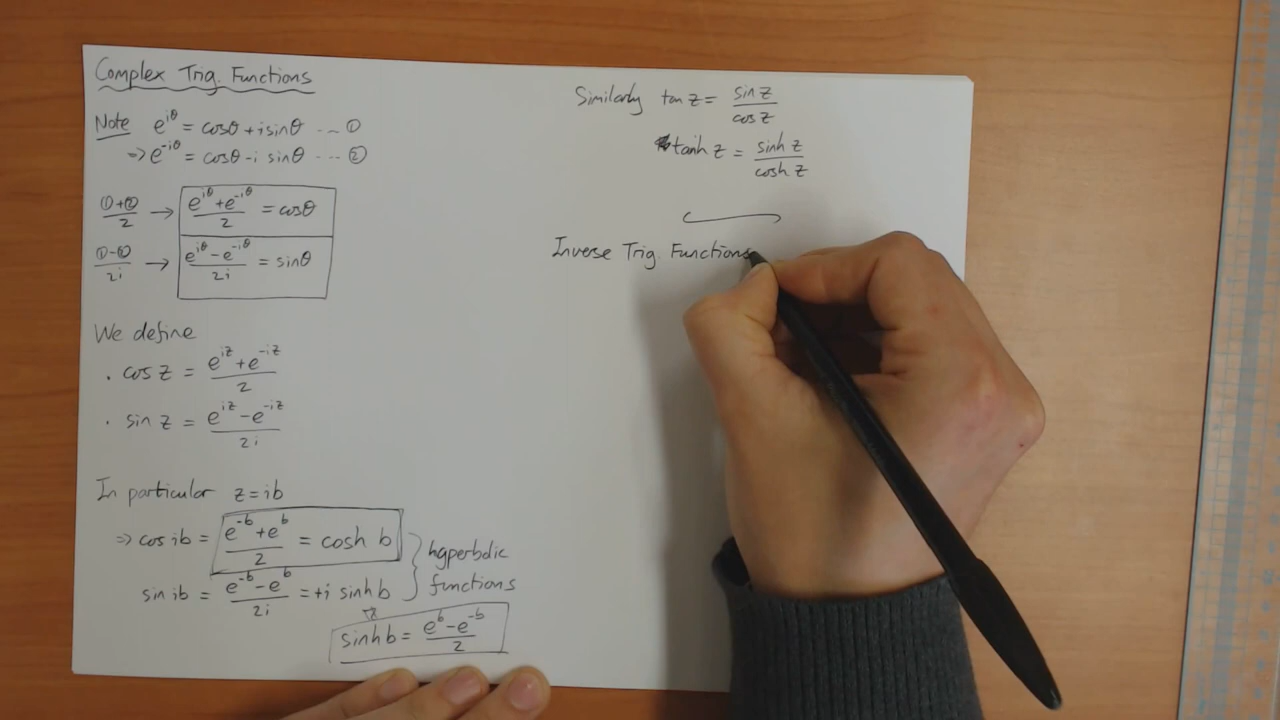 Complex Trig. Functions
Note e^{iθ} = cosθ + i sinθ ... ①
⇒ e^{-iθ} = cosθ - i sinθ ... ②
(①+②)/2 → (e^{iθ} + e^{-iθ})/2 = cosθ
(①-②)/2i → (e^{iθ} - e^{-iθ})/2i = sinθ
We define
· cos z = (e^{iz} + e^{-iz})/2
· sin z = (e^{iz} - e^{-iz})/2i
In particular z = ib
⇒ cos ib = (e^{-b} + e^{b})/2 = cosh b
sin ib = (e^{-b} - e^{b})/2i = +i sinh b
} hyperbolic
functions
sinh b = (e^{b} - e^{-b})/2
Similarly tan z = sin z / cos z
tanh z = sinh z / cosh z
Inverse Trig. Functions